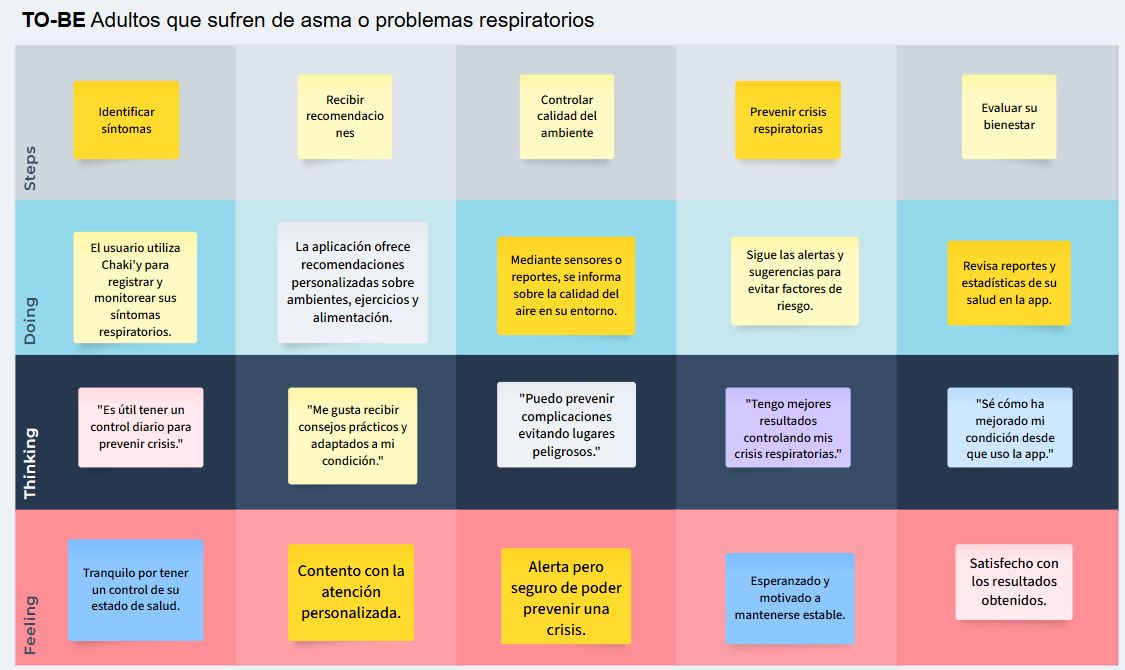 TO-BE Adultos que sufren de asma o problemas respiratorios
Steps
Identificar
síntomas
Recibir
recomendacio
nes
Controlar
calidad del
ambiente
Prevenir crisis
respiratorias
Evaluar su
bienestar
Doing
El usuario utiliza
Chaki'y para
registrar y
monitorear sus
síntomas
respiratorios.
La aplicación ofrece
recomendaciones
personalizadas sobre
ambientes, ejercicios y
alimentación.
Mediante sensores o
reportes, se informa
sobre la calidad del
aire en su entorno.
Sigue las alertas y
sugerencias para
evitar factores de
riesgo.
Revisa reportes y
estadísticas de su
salud en la app.
Thinking
"Es útil tener un
control diario para
prevenir crisis."
"Me gusta recibir
consejos prácticos y
adaptados a mi
condición."
"Puedo prevenir
complicaciones
evitando lugares
peligrosos."
"Tengo mejores
resultados
controlando mis
crisis respiratorias."
"Sé cómo ha
mejorado mi
condición desde
que uso la app."
Feeling
Tranquilo por tener
un control de su
estado de salud.
Contento con la
atención
personalizada.
Alerta pero
seguro de poder
prevenir una
crisis.
Esperanzado y
motivado a
mantenerse estable.
Satisfecho con
los resultados
obtenidos.